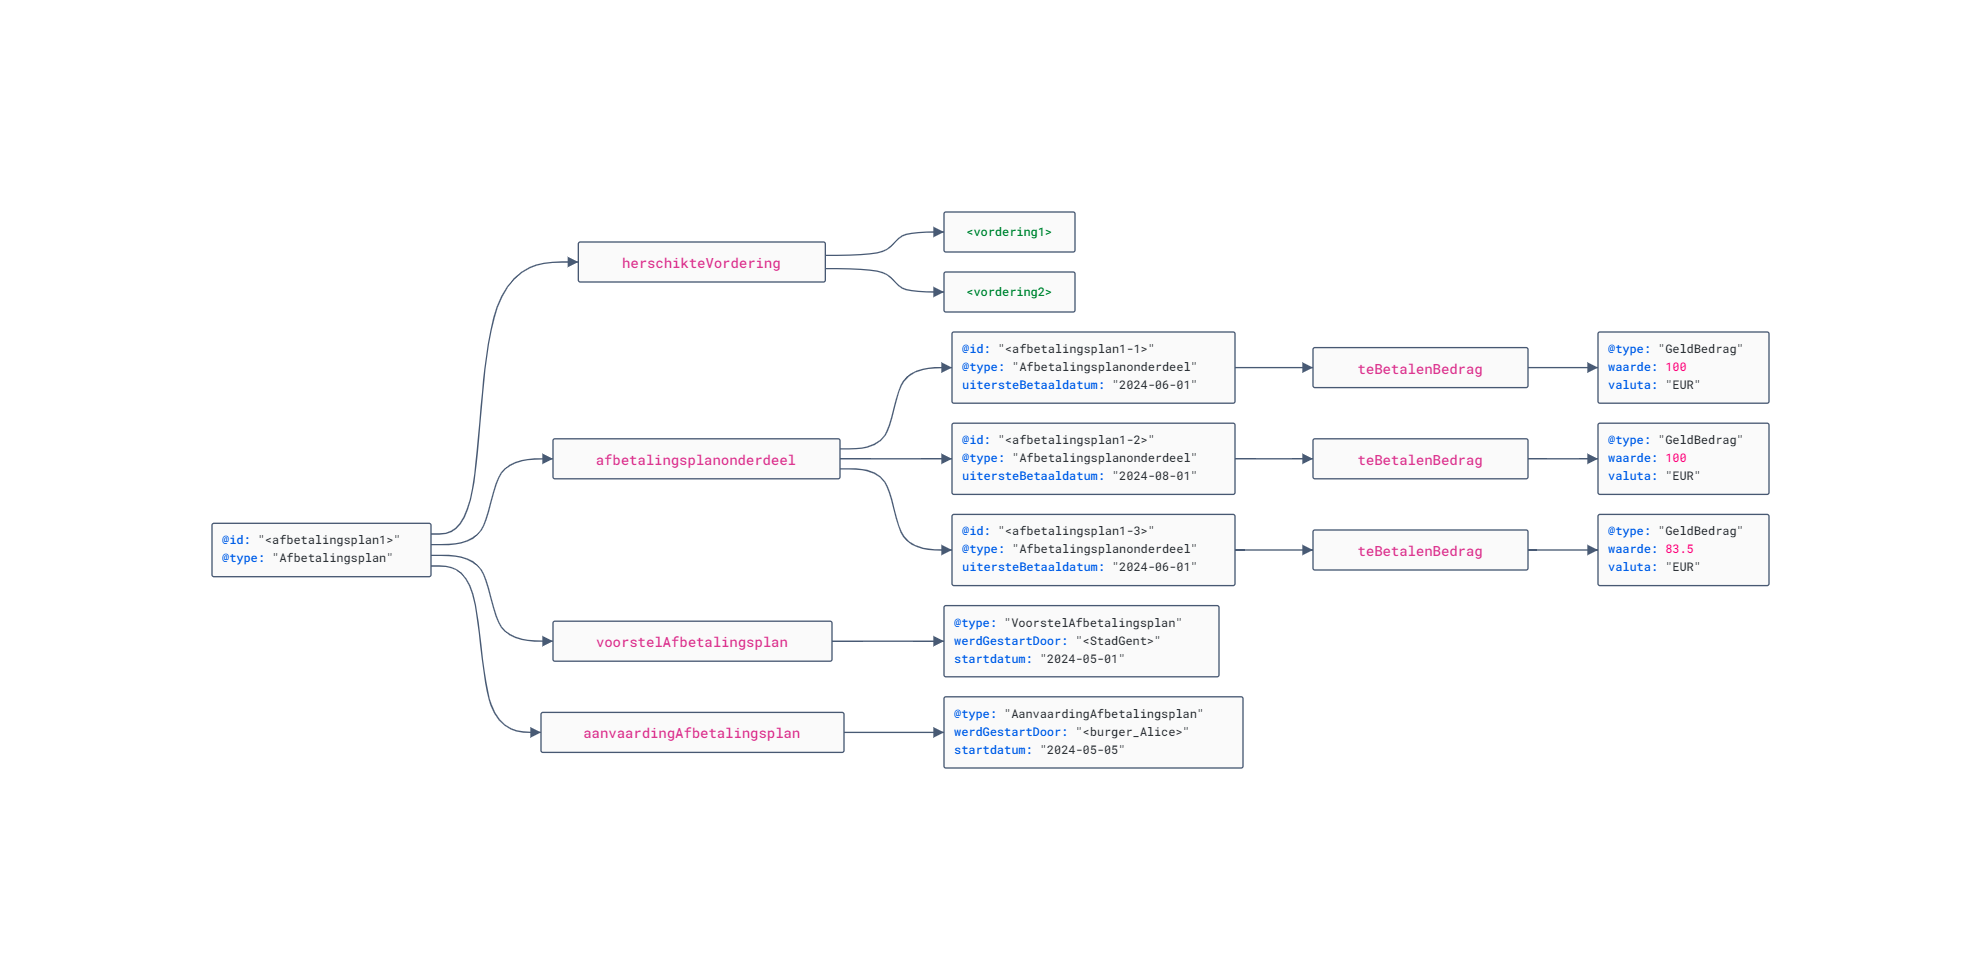 <vordering1>
herschikteVordering
<vordering2>
@id: "<afbetalingsplan1-1>"
@type: "Afbetalingsplanonderdeel"
uitersteBetaaldatum: "2024-06-01"
teBetalenBedrag
@type: "GeldBedrag"
waarde: 100
valuta: "EUR"
afbetalingsplanonderdeel
@id: "<afbetalingsplan1-2>"
@type: "Afbetalingsplanonderdeel"
uitersteBetaaldatum: "2024-08-01"
teBetalenBedrag
@type: "GeldBedrag"
waarde: 100
valuta: "EUR"
@id: "<afbetalingsplan1>"
@type: "Afbetalingsplan"
@id: "<afbetalingsplan1-3>"
@type: "Afbetalingsplanonderdeel"
uitersteBetaaldatum: "2024-06-01"
teBetalenBedrag
@type: "GeldBedrag"
waarde: 83.5
valuta: "EUR"
voorstelAfbetalingsplan
@type: "VoorstelAfbetalingsplan"
werdGestartDoor: "<StadGent>"
startdatum: "2024-05-01"
aanvaardingAfbetalingsplan
@type: "AanvaardingAfbetalingsplan"
werdGestartDoor: "<burger_Alice>"
startdatum: "2024-05-05"